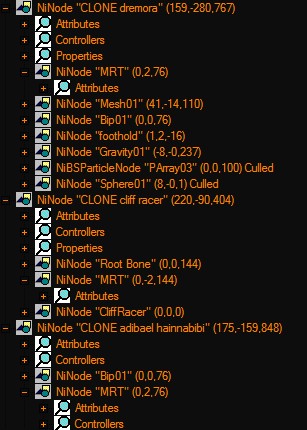 NiNode "CLONE dremora" (159,-280,767)
Attributes
Controllers
Properties
NiNode "MRT" (0,2,76)
Attributes
NiNode "Mesh01" (41,-14,110)
NiNode "Bip01" (0,0,76)
NiNode "foothold" (1,2,-16)
NiNode "Gravity01" (-8,-0,237)
NiBSParticleNode "PArray03" (0,0,100) Culled
NiNode "Sphere01" (8,-0,1) Culled
NiNode "CLONE cliff racer" (220,-90,404)
Attributes
Controllers
Properties
NiNode "Root Bone" (0,0,144)
NiNode "MRT" (0,-2,144)
Attributes
NiNode "CliffRacer" (0,0,0)
NiNode "CLONE adibael hainnabibi" (175,-159,848)
Attributes
Controllers
NiNode "Bip01" (0,0,76)
NiNode "MRT" (0,2,76)
Attributes
Controllers